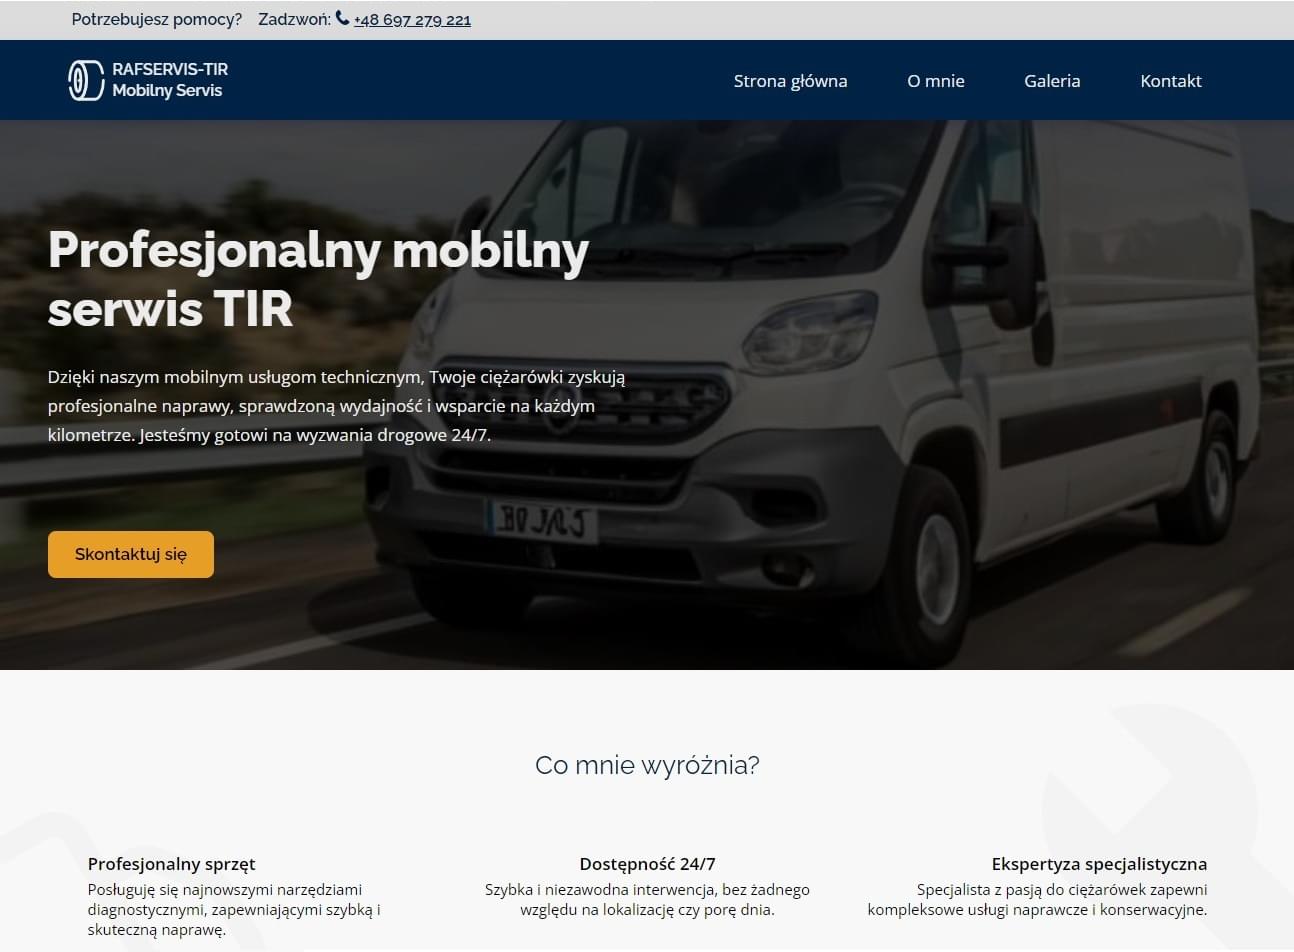 Potrzebujesz pomocy? Zadzwoń: +48 697 279 221
RAFSERVIS-TIR
Mobilny Servis
Strona główna O mnie Galeria Kontakt
Profesjonalny mobilny
serwis TIR
Dzięki naszym mobilnym usługom technicznym, Twoje ciężarówki zyskują
profesjonalne naprawy, sprawdzoną wydajność i wsparcie na każdym
kilometrze. Jesteśmy gotowi na wyzwania drogowe 24/7.
Skontaktuj się
Co mnie wyróżnia?
Profesjonalny sprzęt
Posługuję się najnowszymi narzędziami
diagnostycznymi, zapewniającymi szybką i
skuteczną naprawę.
Dostępność 24/7
Szybka i niezawodna interwencja, bez żadnego
względu na lokalizację czy porę dnia.
Ekspertyza specjalistyczna
Specjalista z pasją do ciężarówek zapewni
kompleksowe usługi naprawcze i konserwacyjne.